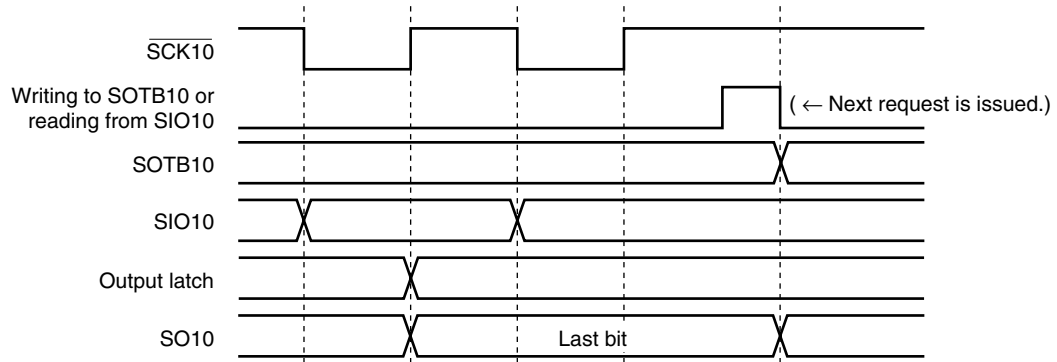 SCK10
Writing to SOTB10 or
reading from SIO10
( ← Next request is issued.)
SOTB10
SIO10
Output latch
SO10
Last bit